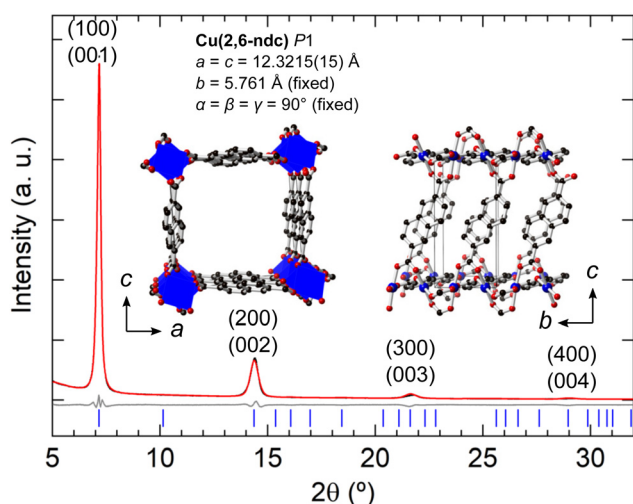 (100)
(001)
Cu(2,6-ndc) P1
a = c = 12.3215(15) Å
b = 5.761 Å (fixed)
α = β = γ = 90° (fixed)
Intensity (a. u.)
c
a
c
b
(200)
(002)
(300)
(003)
(400)
(004)
5 10 15 20 25 30
2θ (º)